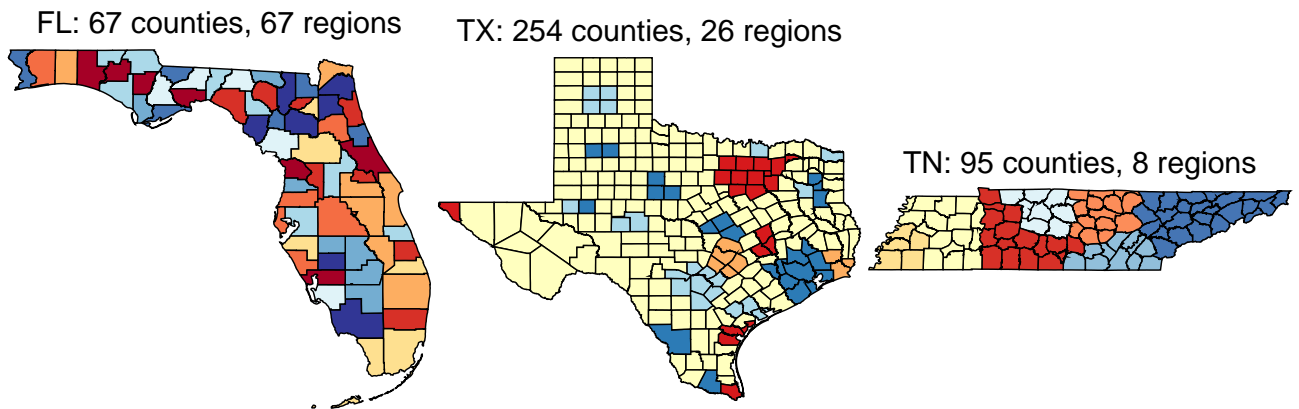 FL: 67 counties, 67 regions
TX: 254 counties, 26 regions
TN: 95 counties, 8 regions